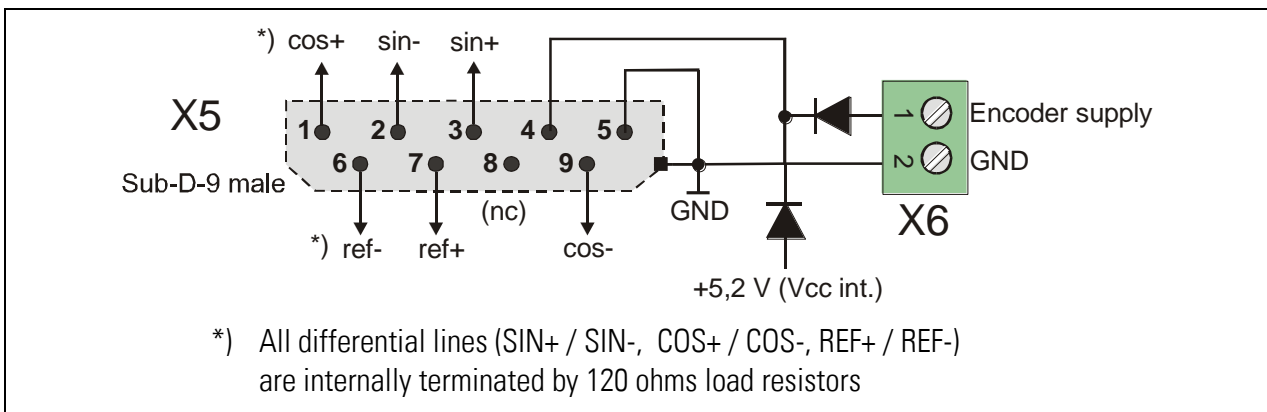 *) cos+ sin- sin+
X5
1 2 3 4 5
1 Encoder supply
6 7 8 9
2 GND
Sub-D-9 male
(nc)
GND
X6
*) ref- ref+ cos-
+5,2 V (Vcc int.)
*) All differential lines (SIN+ / SIN-, COS+ / COS-, REF+ / REF-)
are internally terminated by 120 ohms load resistors